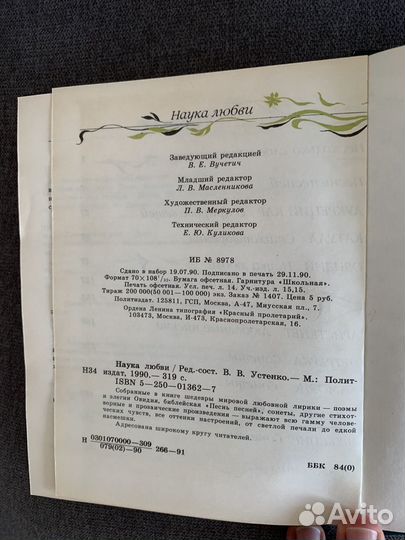 Наука любви
Заведующий редакцией
В. Е. Вучетич
Младший редактор
Л. В. Масленникова
Художественный редактор
П. В. Меркулов
Технический редактор
Е. Ю. Куликова
ИБ № 8978
Сдано в набор 19.07.90. Подписано в печать 29.11.90.
Формат 70×108¹/₃₂. Бумага офсетная. Гарнитура «Школьная».
Печать офсетная. Усл. печ. л. 14. Уч.-изд. л. 15,15.
Тираж 200 000 (50 001—100 000) экз. Заказ № 1407. Цена 5 руб.
Политиздат. 125811, ГСП, Москва, А-47, Миусская пл., 7.
Ордена Ленина типография «Красный пролетарий».
103473, Москва, И-473, Краснопролетарская, 16.
Наука любви / Ред.-сост. В. В. Устенко.— М.: Полит-
Н34 издат, 1990.— 319 с.
ISBN 5—250—01362—7
Собранные в книге шедевры мировой любовной лирики — поэмы
и элегии Овидия, библейская «Песнь песней», сонеты, другие стихот-
ворные и прозаические произведения — выражают всю гамму человеческих
чувств, все оттенки настроений, от светлой печали до едкой
насмешки.
Адресована широкому кругу читателей.
Н 0301070000—309
079(02)—90 266—91
ББК 84(0)
Avito